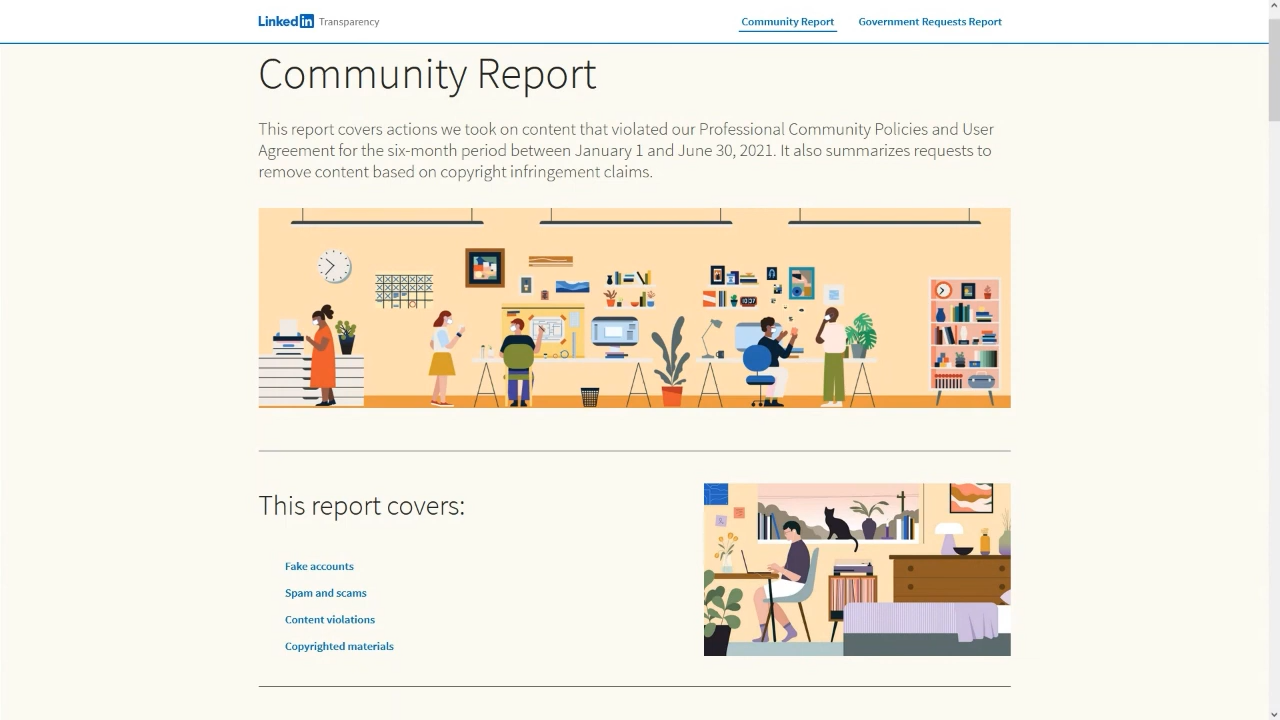 Linked in Transparency
Community Report
Government Requests Report
Community Report
This report covers actions we took on content that violated our Professional Community Policies and User
Agreement for the six-month period between January 1 and June 30, 2021. It also summarizes requests to
remove content based on copyright infringement claims.
This report covers:
Fake accounts
Spam and scams
Content violations
Copyrighted materials